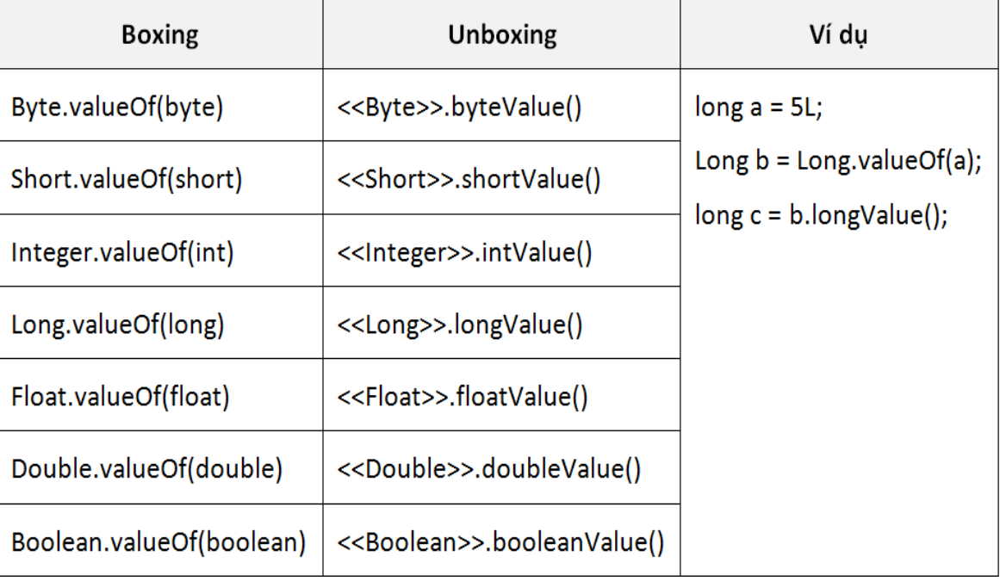 Boxing Unboxing Ví dụ
Byte.valueOf(byte) <<Byte>>.byteValue() long a = 5L;
Long b = Long.valueOf(a);
Short.valueOf(short) <<Short>>.shortValue()
long c = b.longValue();
Integer.valueOf(int) <<Integer>>.intValue()
Long.valueOf(long) <<Long>>.longValue()
Float.valueOf(float) <<Float>>.floatValue()
Double.valueOf(double) <<Double>>.doubleValue()
Boolean.valueOf(boolean) <<Boolean>>.booleanValue()